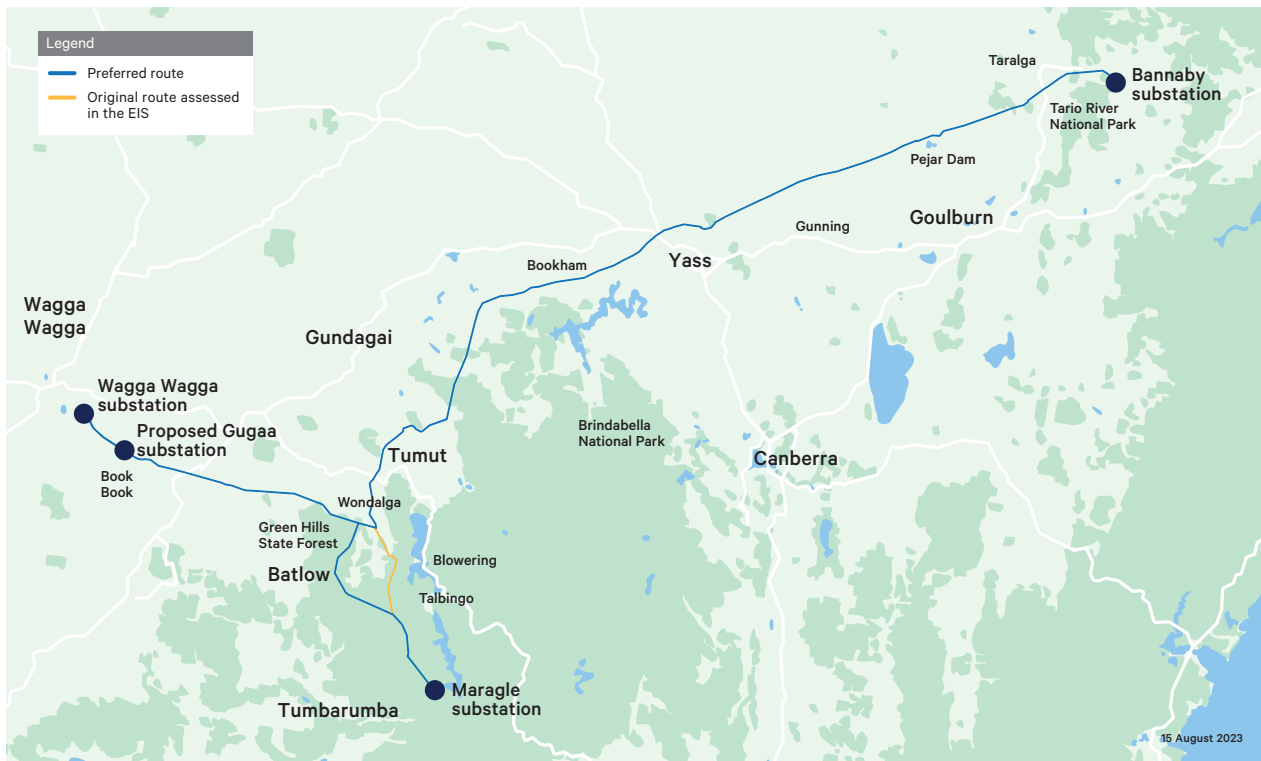 Legend
Preferred route
Original route assessed
in the EIS
Taralga
Bannaby
substation
Tario River
National Park
Pejar Dam
Goulburn
Gunning
Yass
Bookham
Wagga
Wagga
Gundagai
Wagga Wagga
substation
Proposed Gugaa
substation
Book
Book
Brindabella
National Park
Tumut
Canberra
Wondalga
Green Hills
State Forest
Batlow
Blowering
Talbingo
Maragle
substation
Tumbarumba
15 August 2023